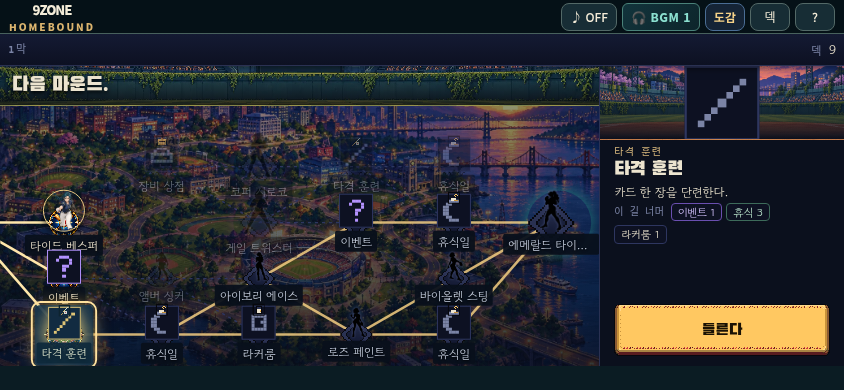 9ZONE
HOMEBOUND
♪ OFF
🎧 BGM 1
도감
덱
?
1막
덱 9
다음 마운드.
장비 상점
로퍼
로코
타격 훈련
휴식일
타이드 베스퍼
게일 트위스터
이벤트
휴식일
에메랄드 타이…
이벤트
앰버 싱커
아이보리 에이스
바이올렛 스팅
타격 훈련
휴식일
라커룸
로즈 페인트
휴식일
타격 훈련
타격 훈련
카드 한 장을 단련한다.
이 길 너머 이벤트 1 휴식 3
라커룸 1
들른다